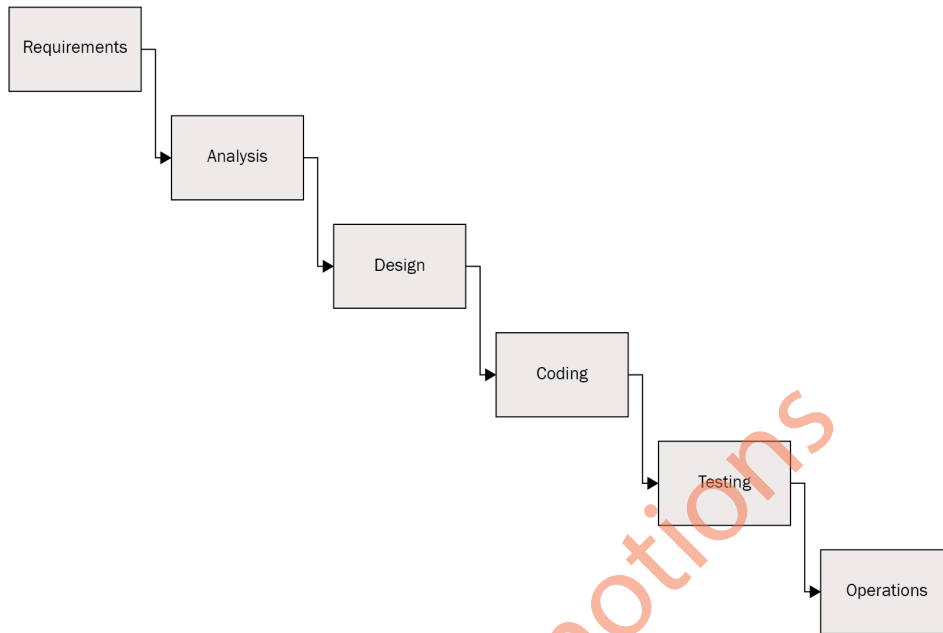 Requirements
Analysis
Design
Coding
Testing
Operations